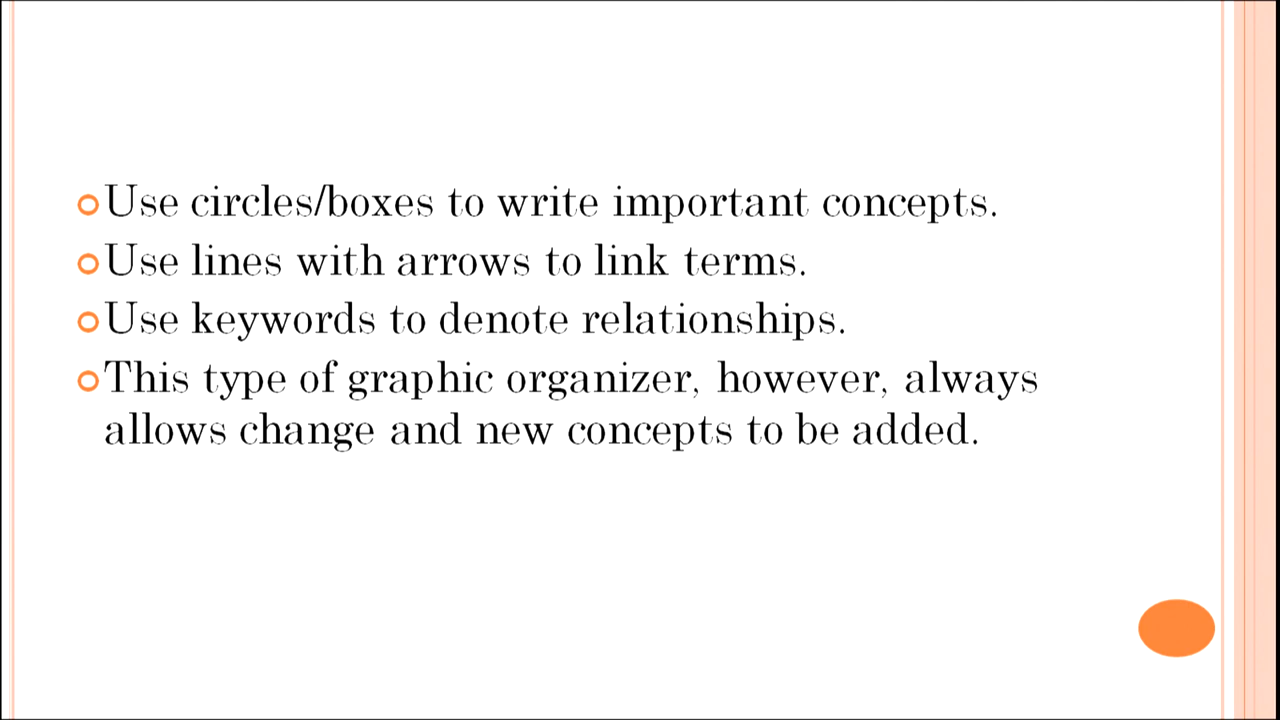 Use circles/boxes to write important concepts.
Use lines with arrows to link terms.
Use keywords to denote relationships.
This type of graphic organizer, however, always
allows change and new concepts to be added.